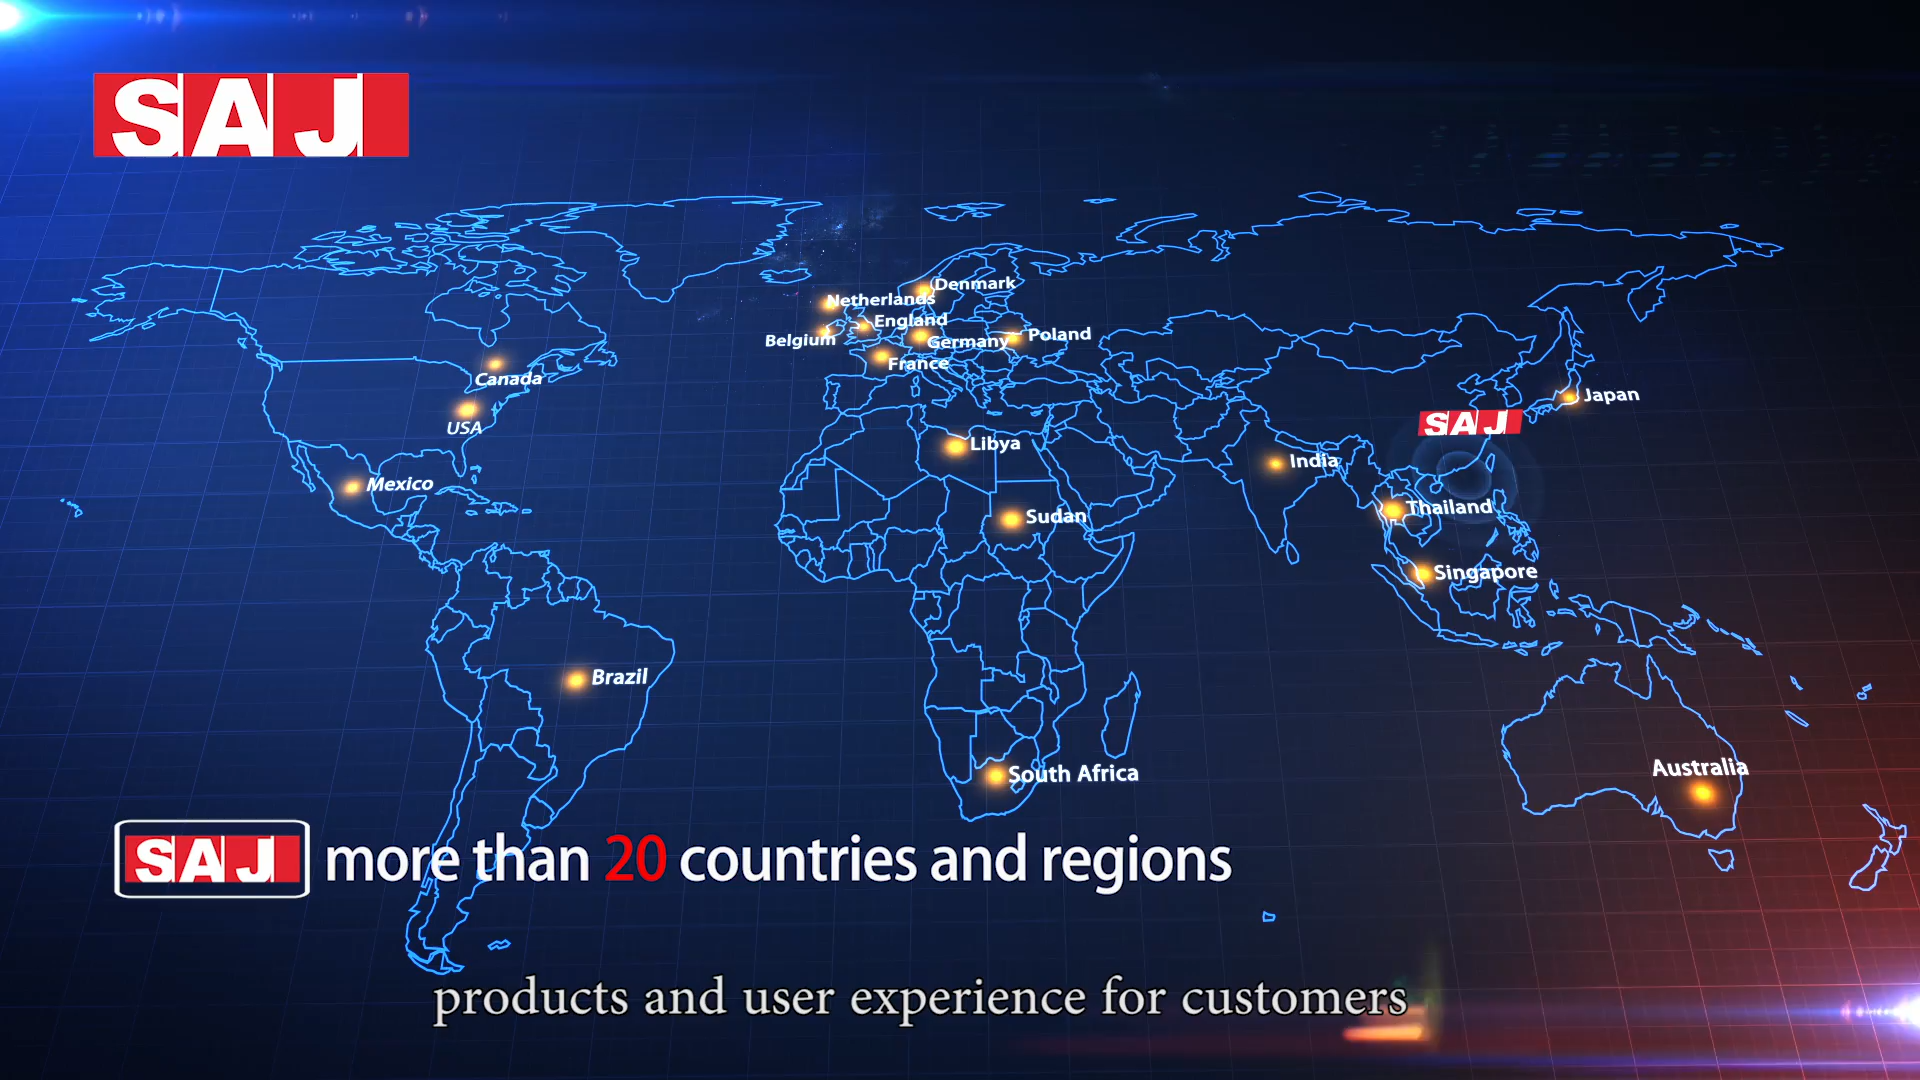 SAJ
Denmark
Netherlands
England
Belgium
Germany
Poland
France
Canada
USA
Mexico
Japan
SAJ
Libya
India
Thailand
Sudan
Singapore
Brazil
South Africa
Australia
SAJ more than 20 countries and regions
products and user experience for customers